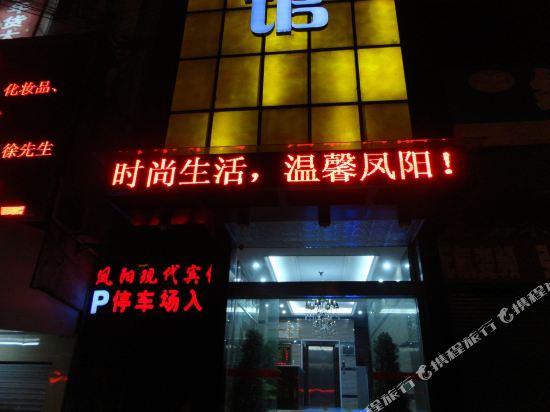 馆
化妆品、
徐先生
时尚生活，温馨凤阳！
凤阳现代宾
P停车场入
携程旅行
携程旅行